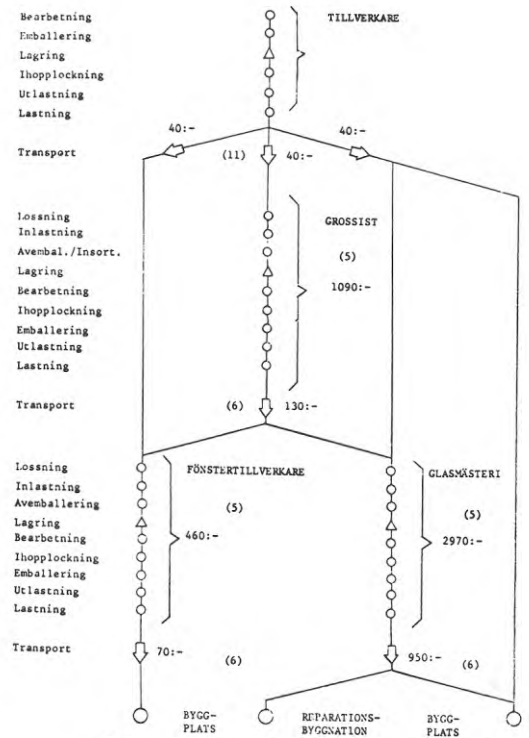 Bearbetning
TILLVERKARE
Emballering
Lagring
Ihopplockning
Utlastning
Lastning
40:- 40:-
Transport (11) 40:-
Lossning
GROSSIST
Inlastning
Avembal./Insort. (5)
Lagring
Bearbetning 1090:-
Ihopplockning
Emballering
Utlastning
Lastning
Transport (6) 130:-
Lossning FÖNSTERTILLVERKARE GLASMÄSTERI
Inlastning
Avemballering (5) (5)
Lagring
Bearbetning 460:- 2970:-
Ihopplockning
Emballering
Utlastning
Lastning
Transport 70:- (6) 950:- (6)
BYGG- REPARATIONS- BYGG-
PLATS BYGGNATION PLATS